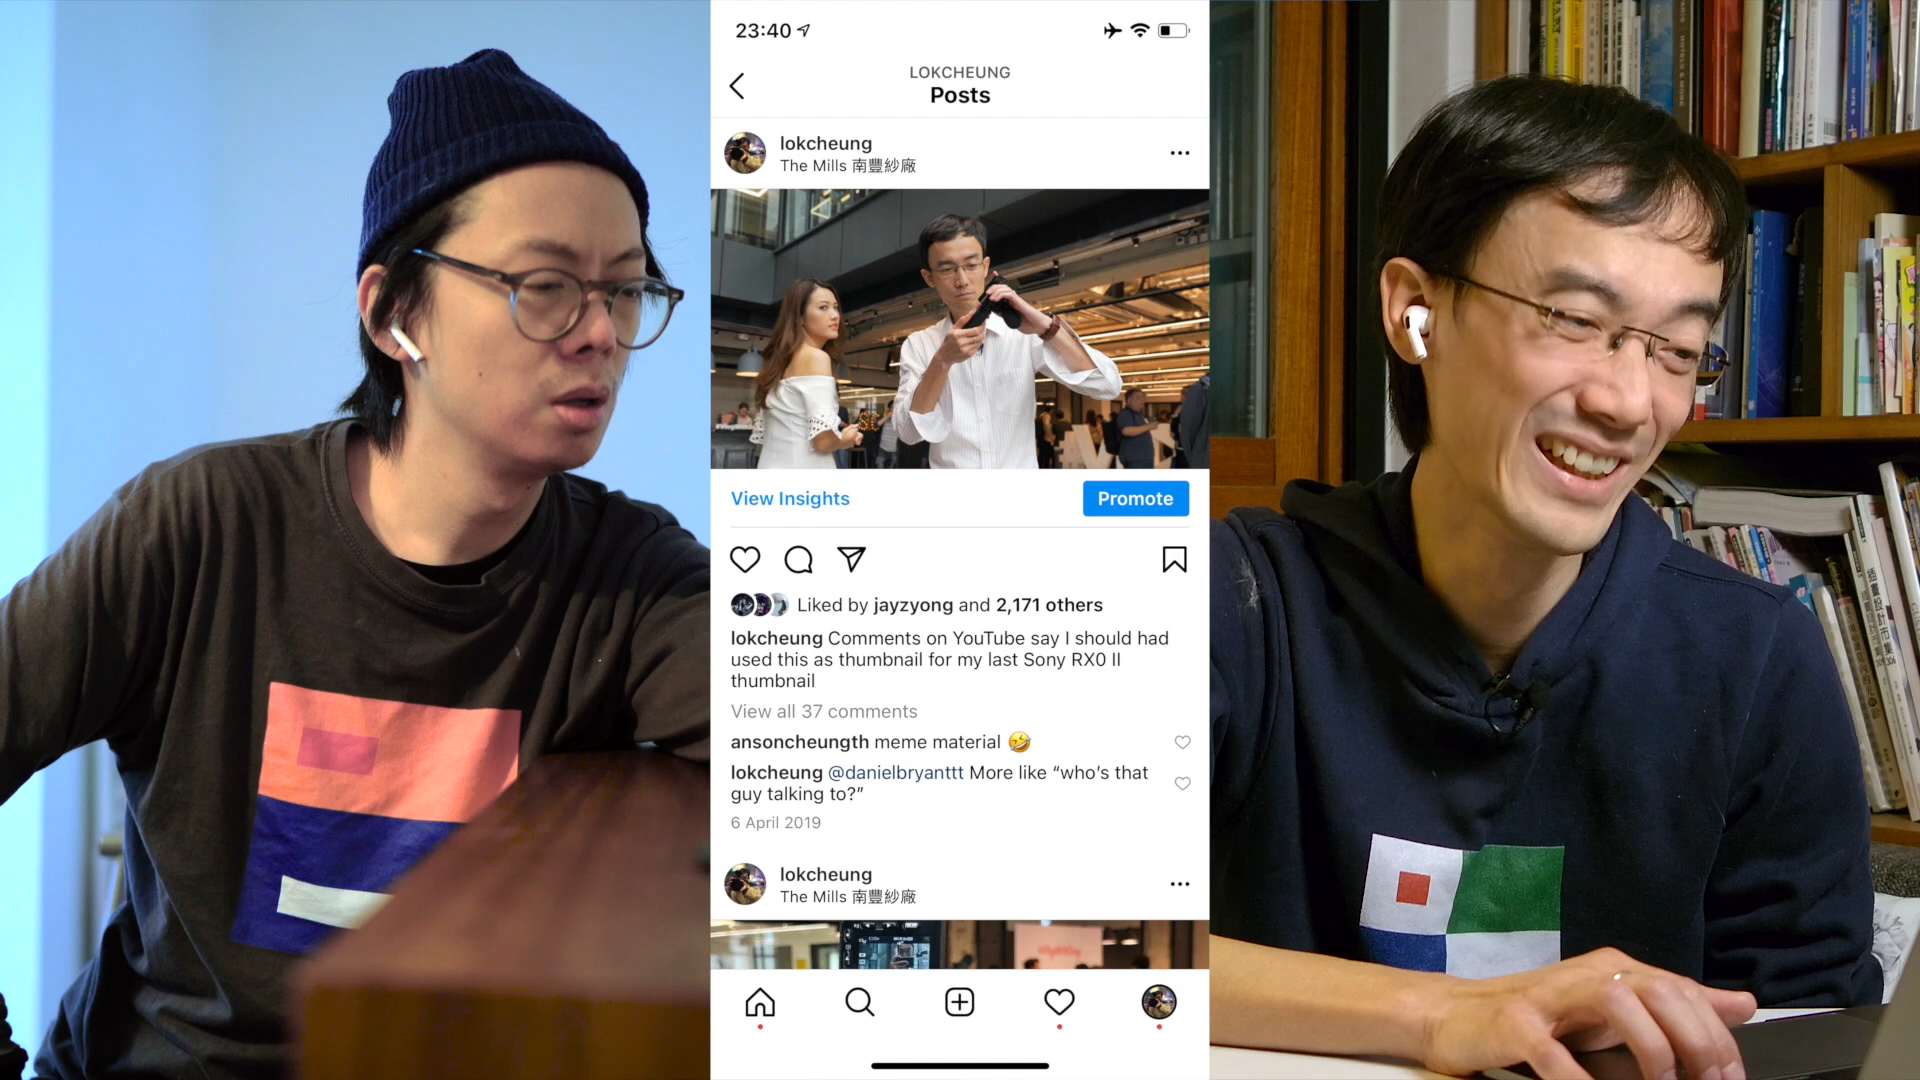 23:40
LOKCHEUNG
Posts
lokcheung
The Mills 南豐紗廠
View Insights
Promote
Liked by jayzyong and 2,171 others
lokcheung Comments on YouTube say I should had
used this as thumbnail for my last Sony RX0 II
thumbnail
View all 37 comments
ansoncheungth meme material 🤣
lokcheung @danielbryanttt More like “who’s that
guy talking to?”
6 April 2019
lokcheung
The Mills 南豐紗廠